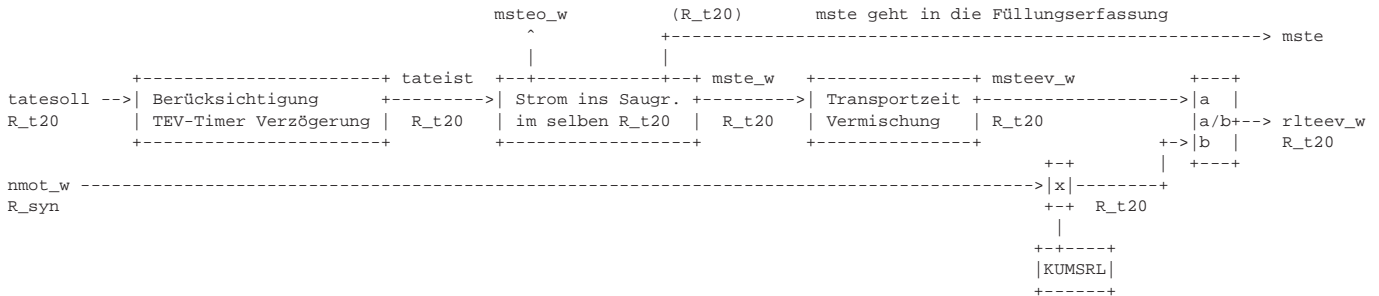 msteo_w (R_t20) mste geht in die Füllungserfassung
^ +---------------------------------------------------------> mste
| |
+------------------------+ tateist +--+------------+--+ mste_w +---------------+ msteev_w +---+
tatesoll -->| Berücksichtigung +--------->| Strom ins Saugr. +--------->| Transportzeit +------------------->|a |
R_t20 | TEV-Timer Verzögerung | R_t20 | im selben R_t20 | R_t20 | Vermischung | R_t20 |a/b+--> rlteev_w
+------------------------+ +------------------+ +---------------+ +->|b | R_t20
+-+ | +---+
nmot_w -------------------------------------------------------------------------------------------->|x|--------+
R_syn +-+ R_t20
|
+-+----+
|KUMSRL|
+------+